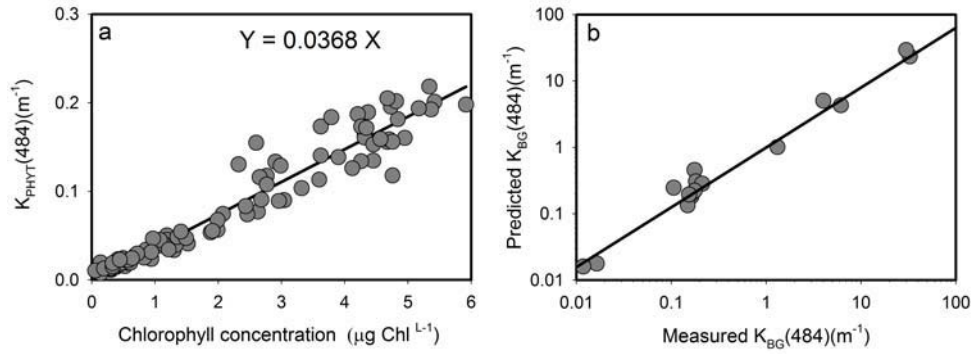 a
Y = 0.0368 X
K_PHYT(484)(m^-1)
0.2
0.1
0.0
0 1 2 3 4 5 6
Chlorophyll concentration (μg Chl ^L-1)
b
Predicted K_BG(484)(m^-1)
100
10
1
0.1
0.01
0.01 0.1 1 10 100
Measured K_BG(484)(m^-1)